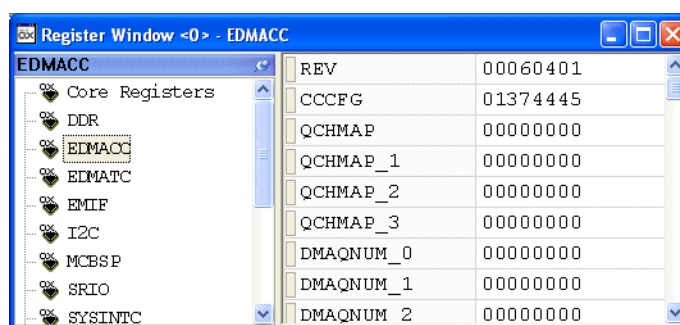 Register Window <0> - EDMACC
EDMACC
Core Registers
DDR
EDMACC
EDMATC
EMIF
I2C
MCBSP
SRIO
SYSINTC
REV 00060401
CCCFG 01374445
QCHMAP 00000000
QCHMAP_1 00000000
QCHMAP_2 00000000
QCHMAP_3 00000000
DMAQNUM_0 00000000
DMAQNUM_1 00000000
DMAQNUM_2 00000000